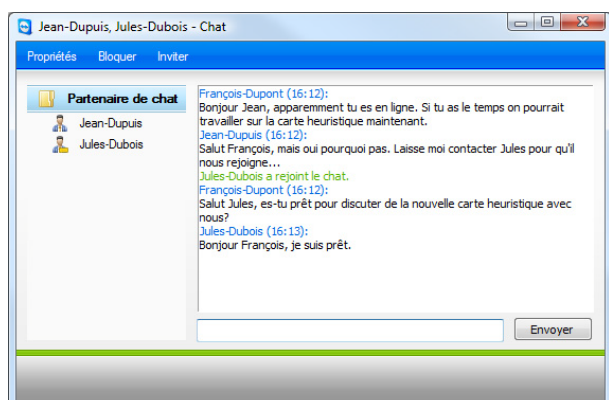 Jean-Dupuis, Jules-Dubois - Chat
Propriétés Bloquer Inviter
Partenaire de chat
Jean-Dupuis
Jules-Dubois
François-Dupont (16:12):
Bonjour Jean, apparemment tu es en ligne. Si tu as le temps on pourrait
travailler sur la carte heuristique maintenant.
Jean-Dupuis (16:12):
Salut François, mais oui pourquoi pas. Laisse moi contacter Jules pour qu'il
nous rejoigne...
Jules-Dubois a rejoint le chat.
François-Dupont (16:12):
Salut Jules, es-tu prêt pour discuter de la nouvelle carte heuristique avec
nous?
Jules-Dubois (16:13):
Bonjour François, je suis prêt.
Envoyer